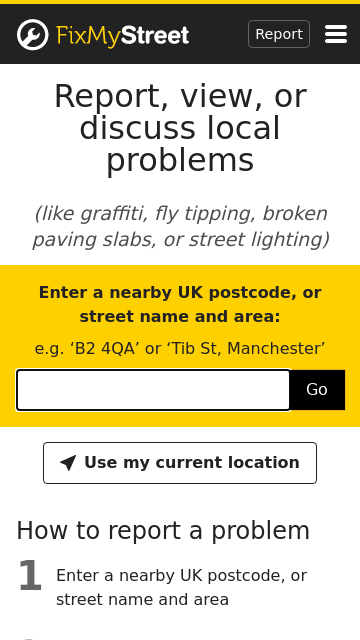 FixMyStreet
Report
Report, view, or
discuss local
problems
(like graffiti, fly tipping, broken
paving slabs, or street lighting)
Enter a nearby UK postcode, or
street name and area:
e.g. ‘B2 4QA’ or ‘Tib St, Manchester’
Go
Use my current location
How to report a problem
1 Enter a nearby UK postcode, or
street name and area